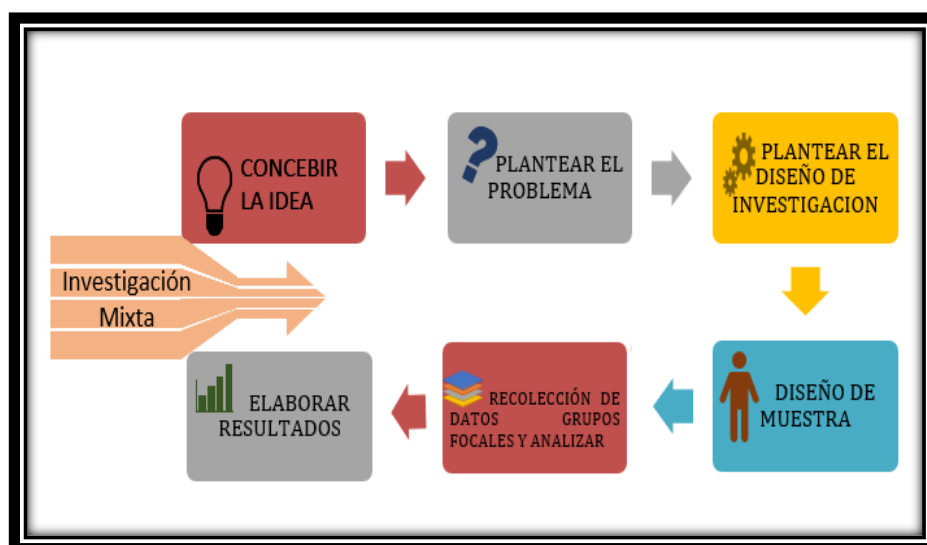 CONCEBIR
LA IDEA
PLANTEAR EL
PROBLEMA
PLANTEAR EL
DISEÑO DE
INVESTIGACION
Investigación
Mixta
DISEÑO DE
MUESTRA
RECOLECCIÓN DE
DATOS GRUPOS
FOCALES Y ANALIZAR
ELABORAR
RESULTADOS